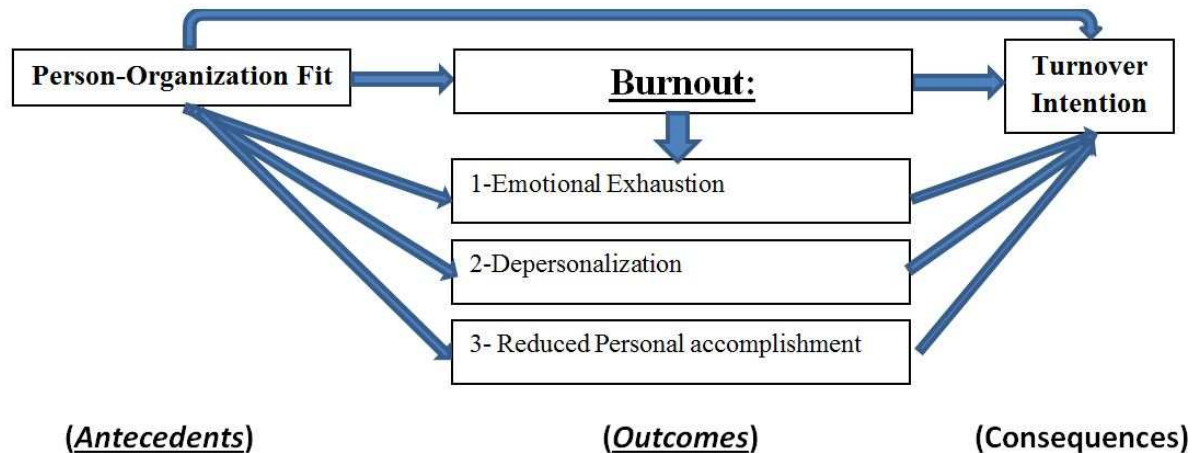 Person-Organization Fit
Burnout:
Turnover
Intention
1-Emotional Exhaustion
2-Depersonalization
3- Reduced Personal accomplishment
(Antecedents)
(Outcomes)
(Consequences)